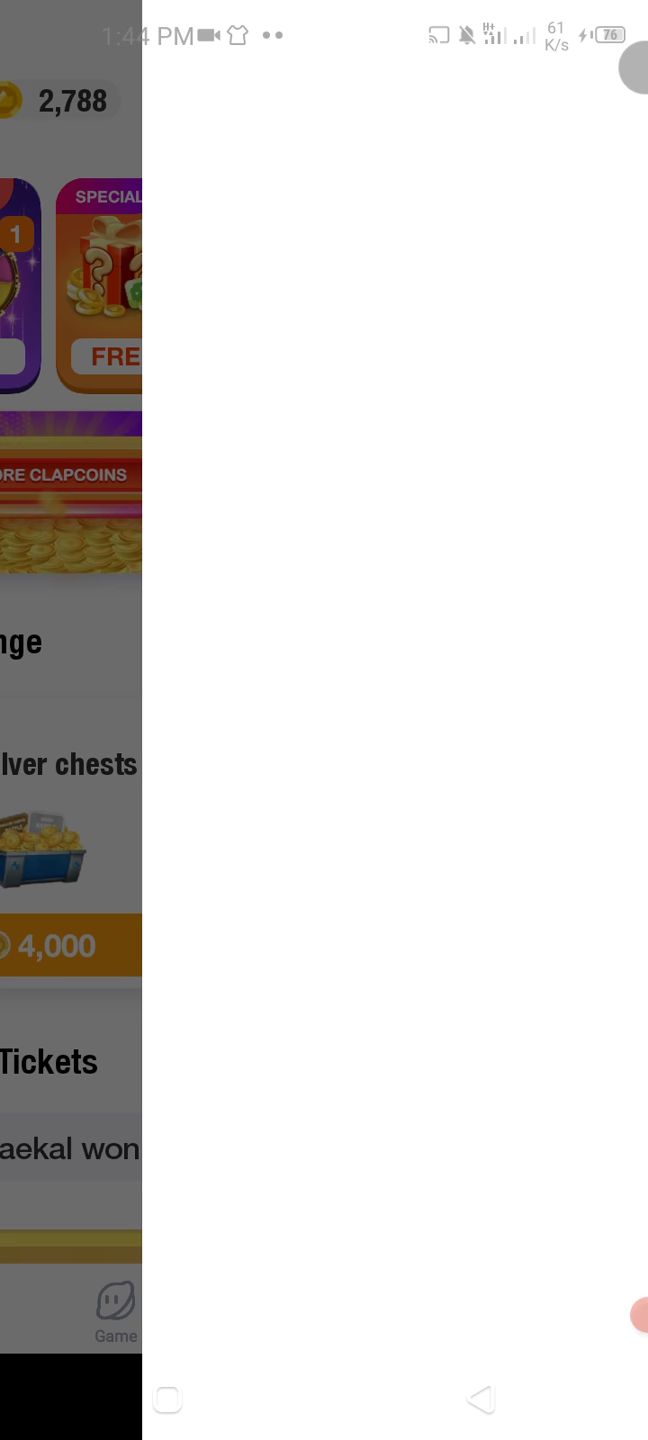 1:44 PM
61
K/s
H+
76
2,788
1
SPECIAL
FRE
ORE CLAPCOINS
nge
lver chests
4,000
Tickets
aekal won
Game